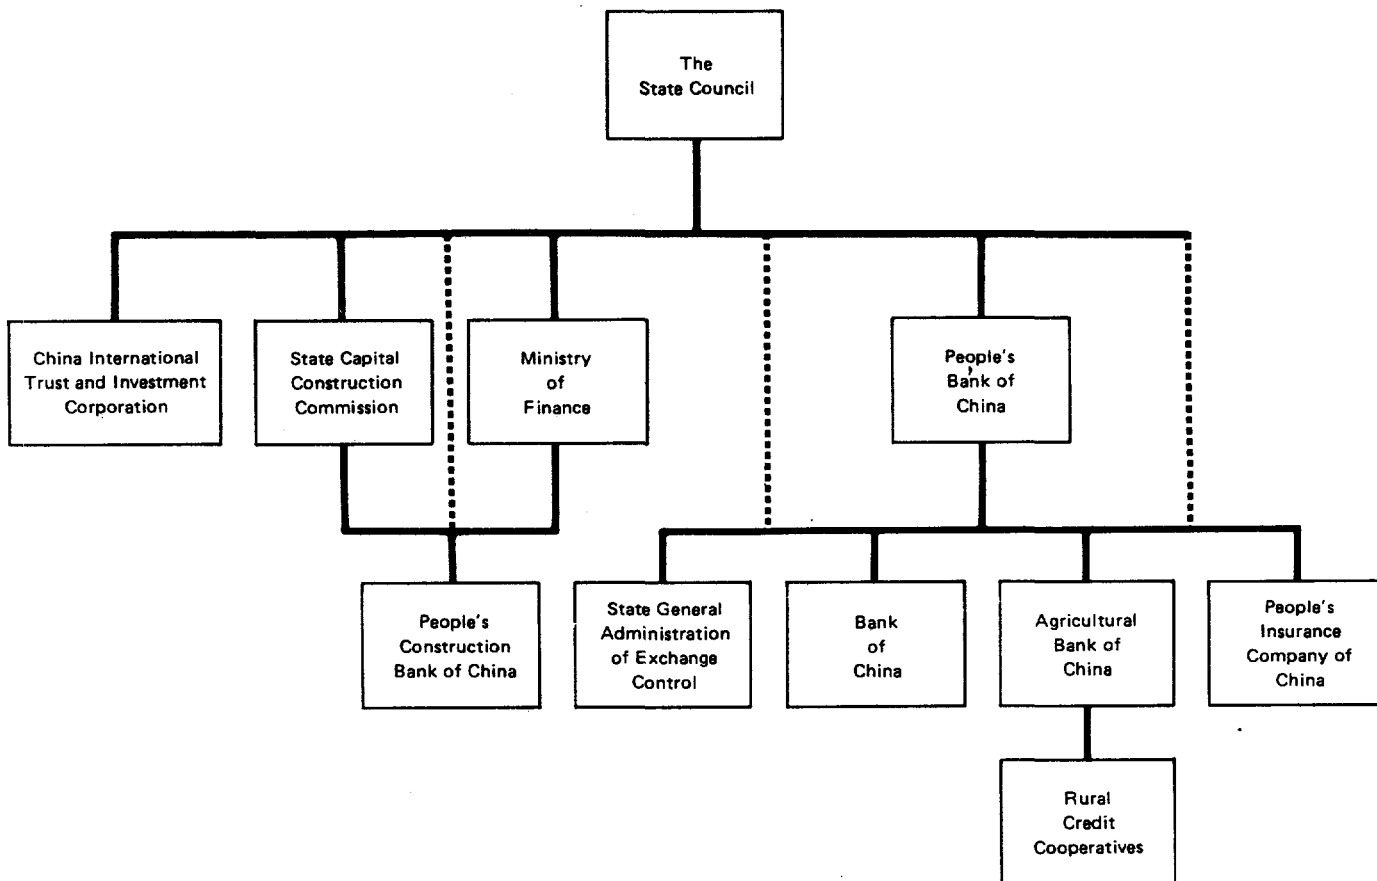 The
State Council
China International
Trust and Investment
Corporation
State Capital
Construction
Commission
Ministry
of
Finance
People's
Bank of
China
People's
Construction
Bank of China
State General
Administration
of Exchange
Control
Bank
of
China
Agricultural
Bank of
China
People's
Insurance
Company of
China
Rural
Credit
Cooperatives